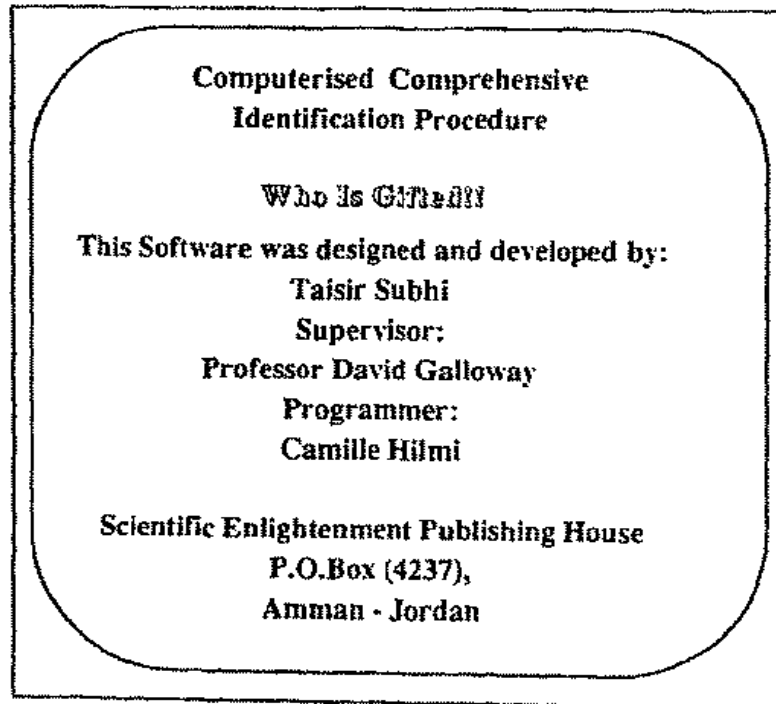 Computerised Comprehensive
Identification Procedure
Who Is Gifted!!
This Software was designed and developed by:
Taisir Subhi
Supervisor:
Professor David Galloway
Programmer:
Camille Hilmi
Scientific Enlightenment Publishing House
P.O.Box (4237),
Amman - Jordan